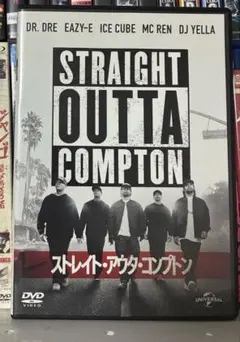 DR. DRE EAZY-E ICE CUBE MC REN DJ YELLA
STRAIGHT
OUTTA
COMPTON
ストレイト・アウタ・コンプトン
DVD
VIDEO
UNIVERSAL